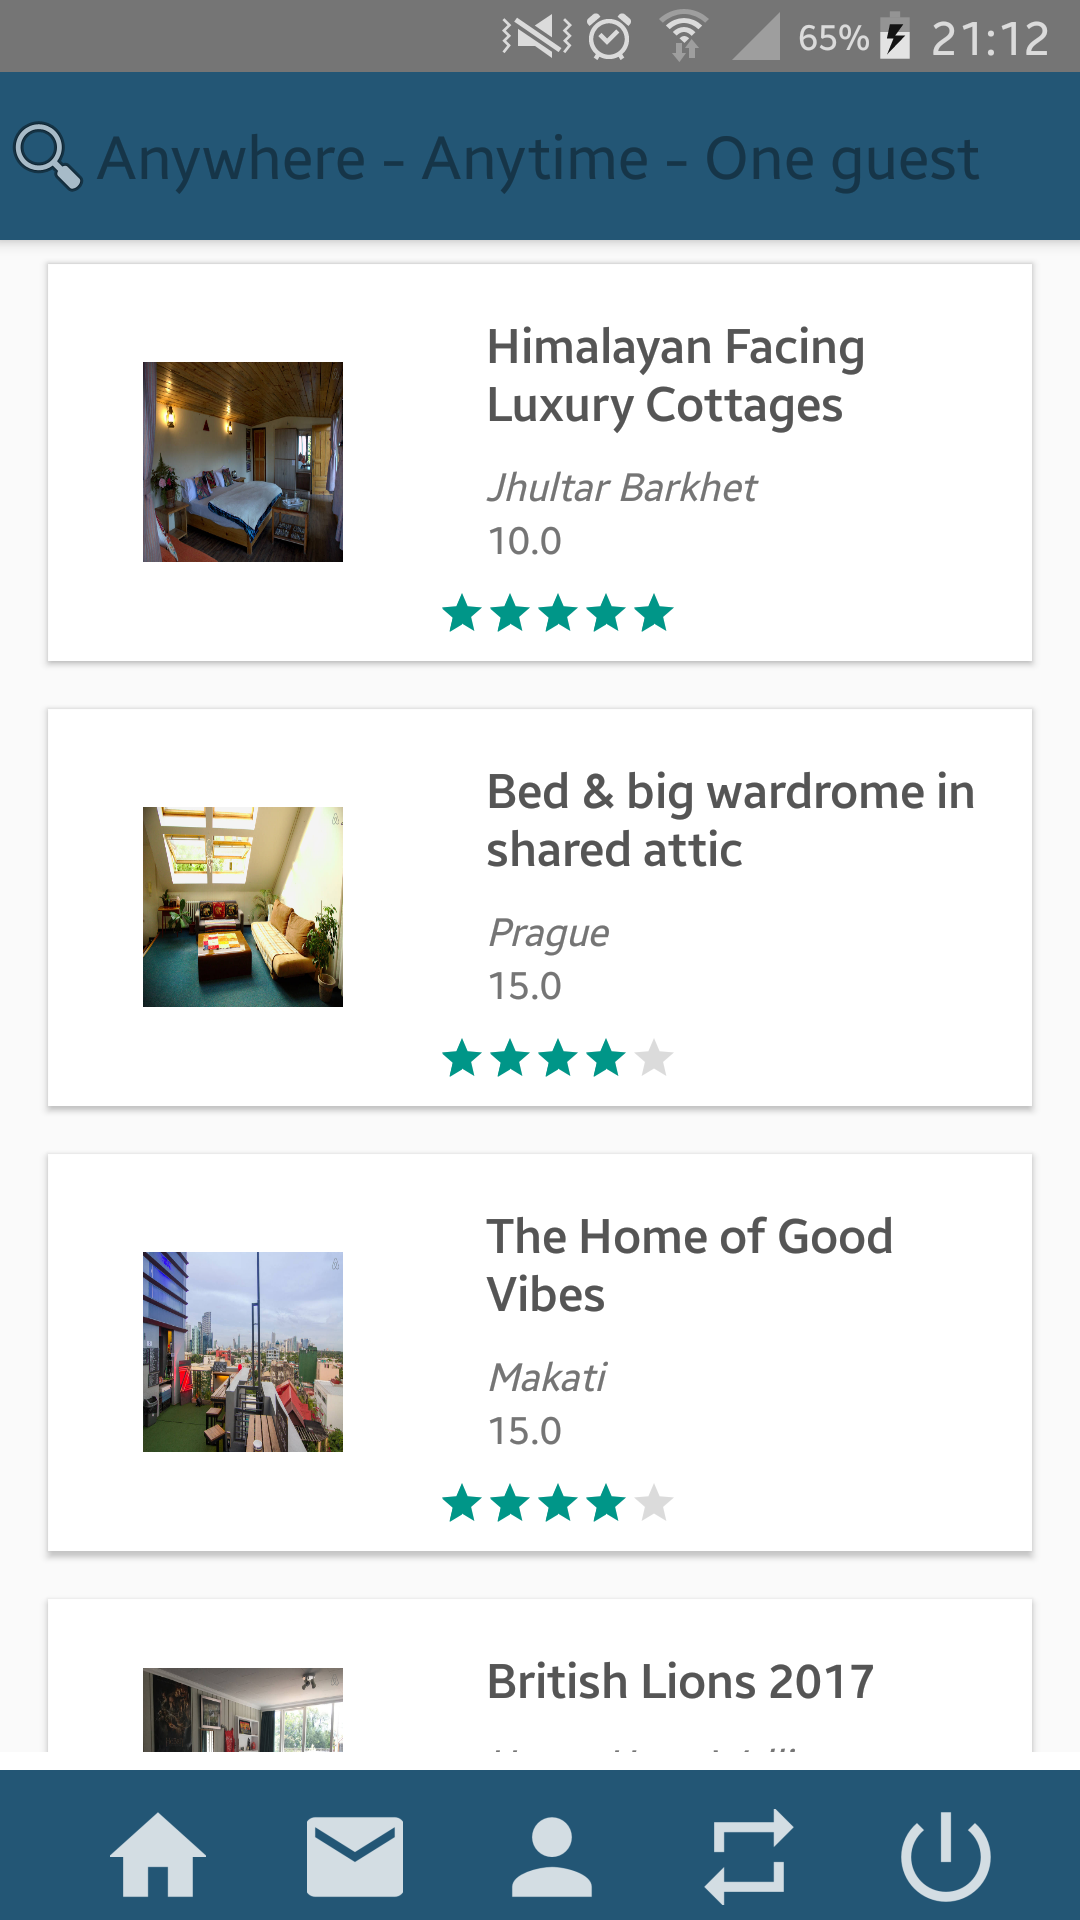 65% 21:12
Anywhere - Anytime - One guest
Himalayan Facing
Luxury Cottages
Jhultar Barkhet
10.0
Bed & big wardrome in
shared attic
Prague
15.0
The Home of Good
Vibes
Makati
15.0
British Lions 2017